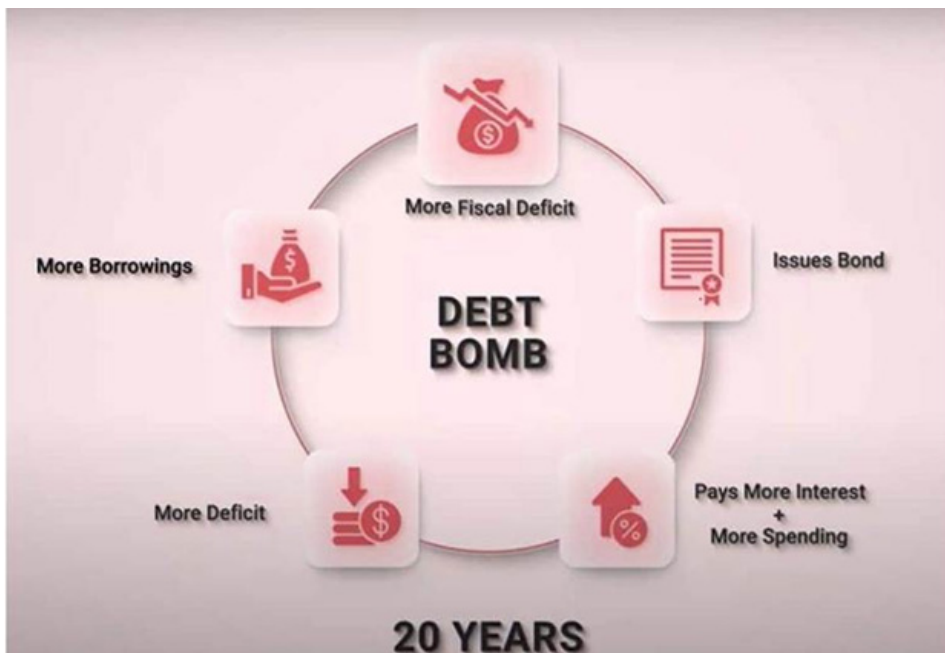 More Fiscal Deficit
Issues Bond
Pays More Interest
+
More Spending
More Deficit
More Borrowings
DEBT
BOMB
20 YEARS